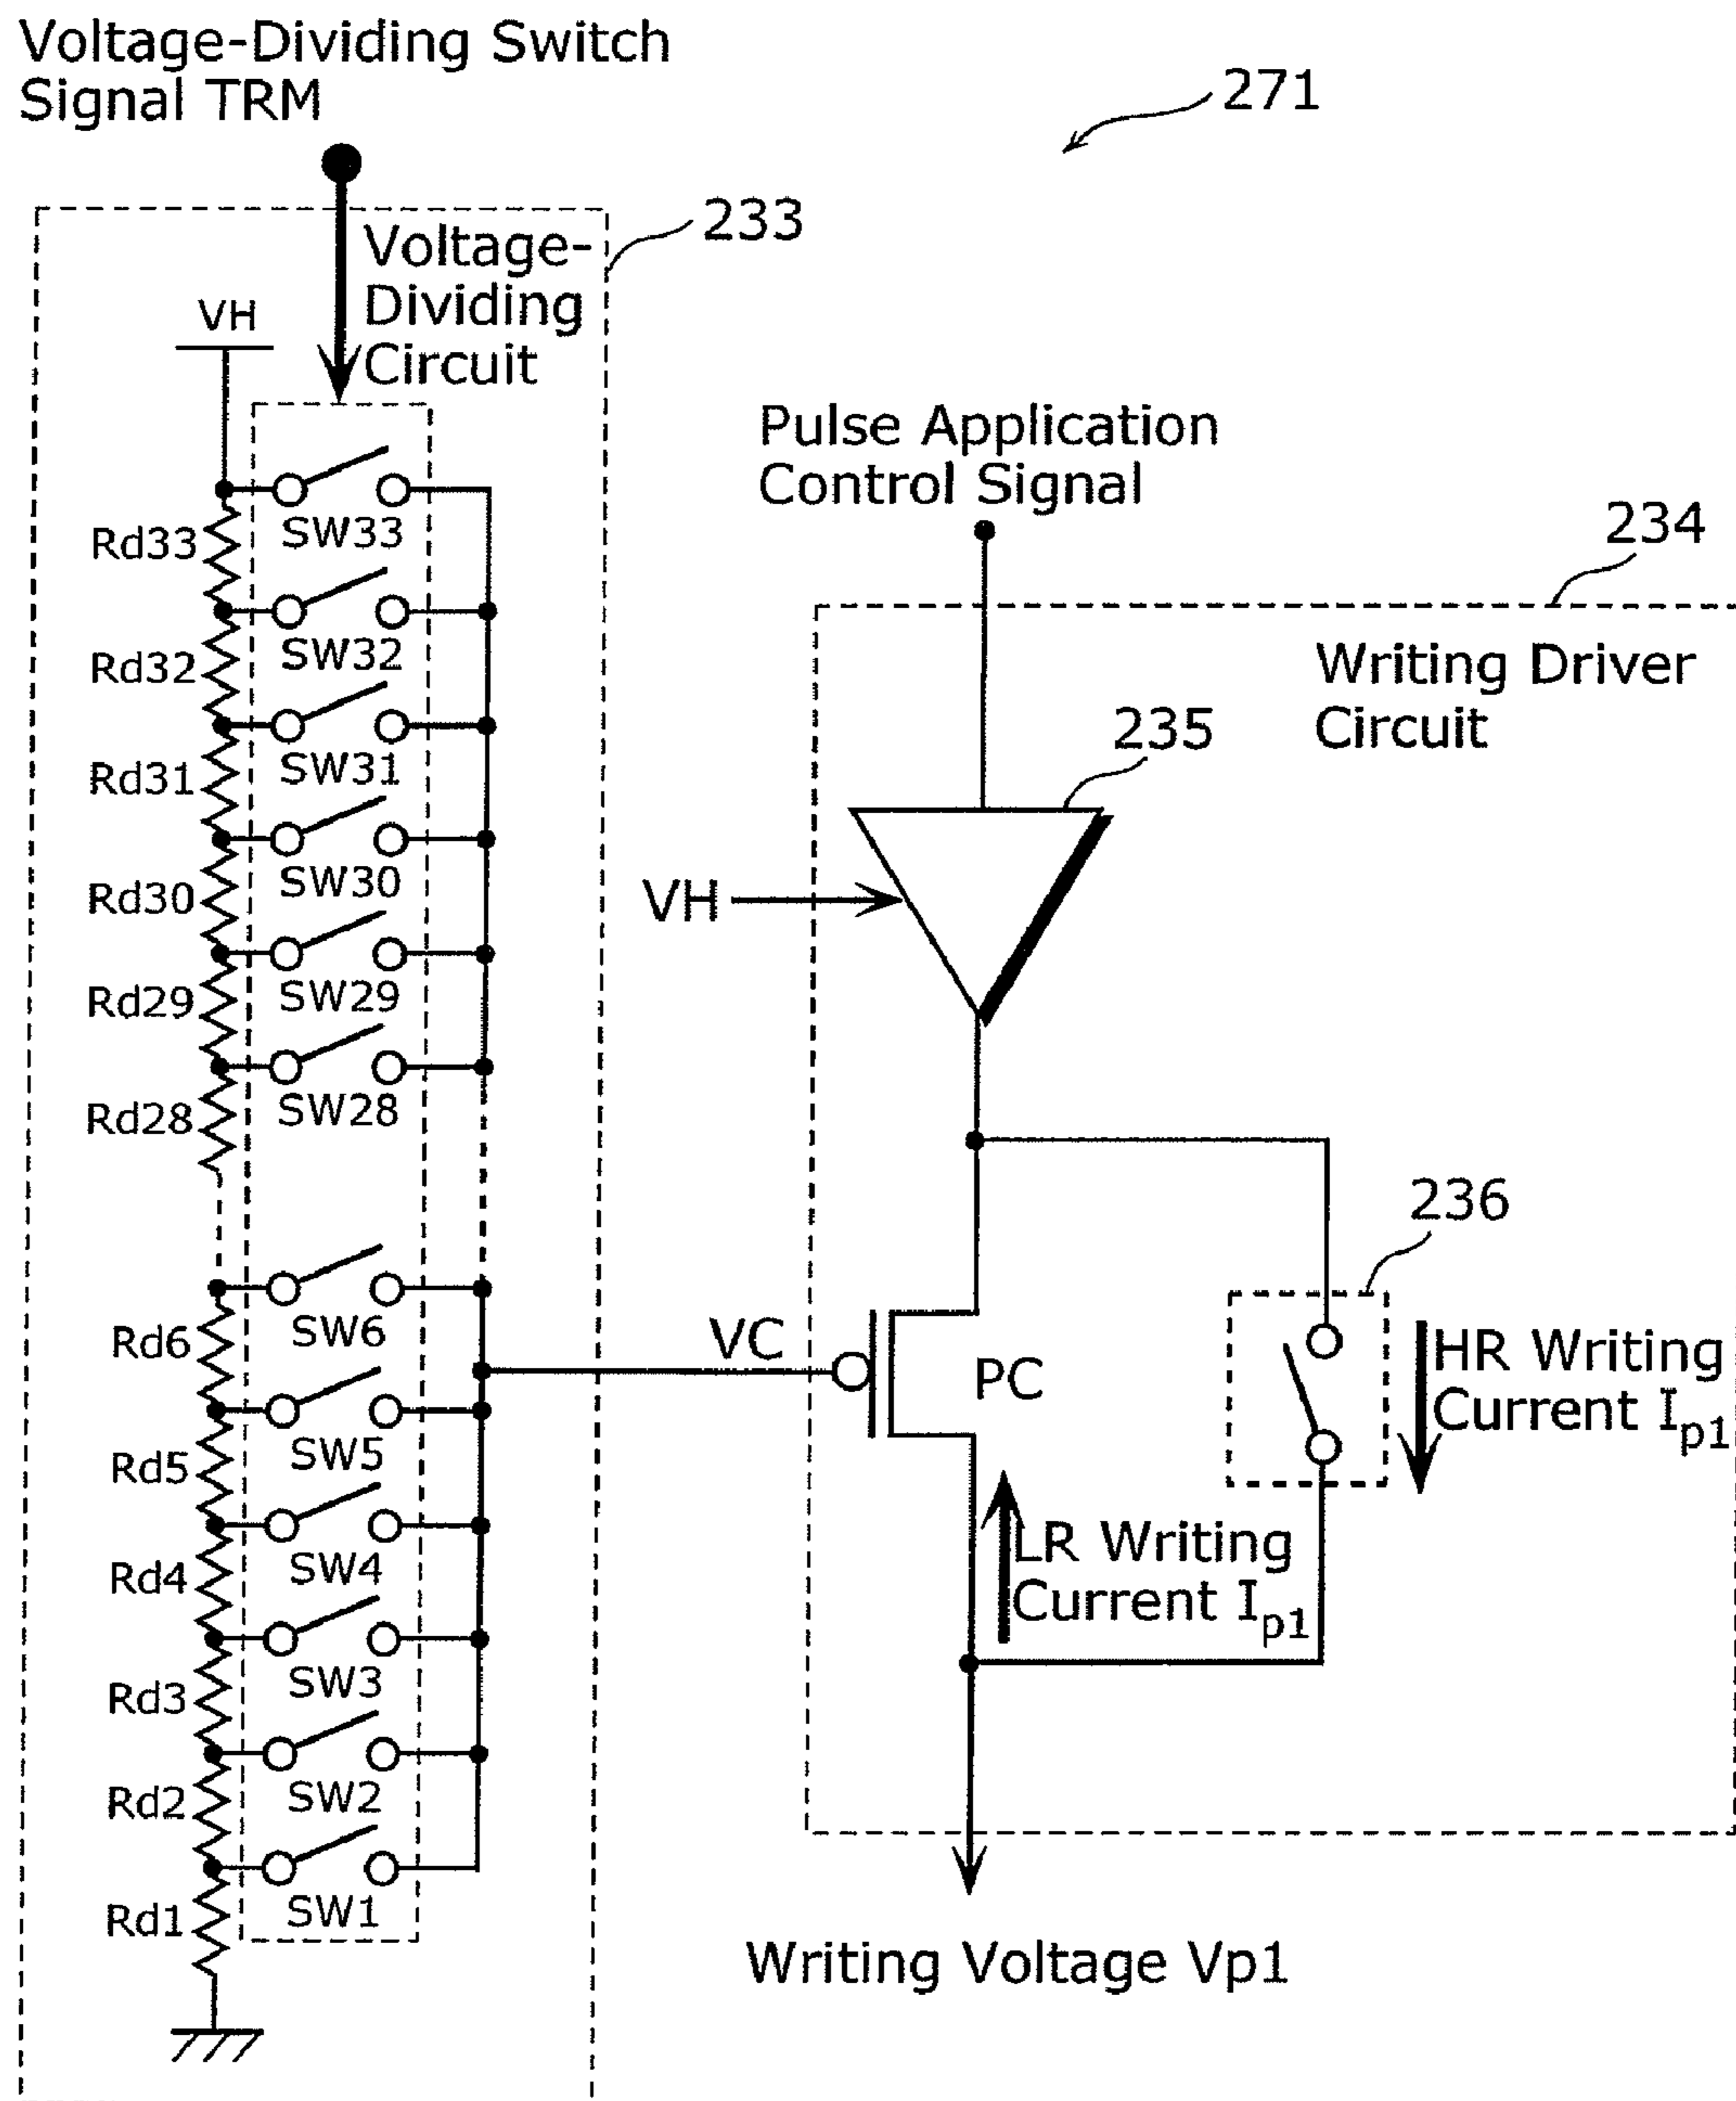 Voltage-Dividing Switch
Signal TRM
271
233
Voltage-
Dividing
Circuit
VH
SW33
Rd33
SW32
Rd32
SW31
Rd31
SW30
Rd30
SW29
Rd29
SW28
Rd28
SW6
Rd6
SW5
Rd5
SW4
Rd4
SW3
Rd3
SW2
Rd2
SW1
Rd1
Pulse Application
Control Signal
234
Writing Driver
Circuit
235
VH
236
VC
PC
HR Writing
Current Ip1
LR Writing
Current Ip1
Writing Voltage Vp1